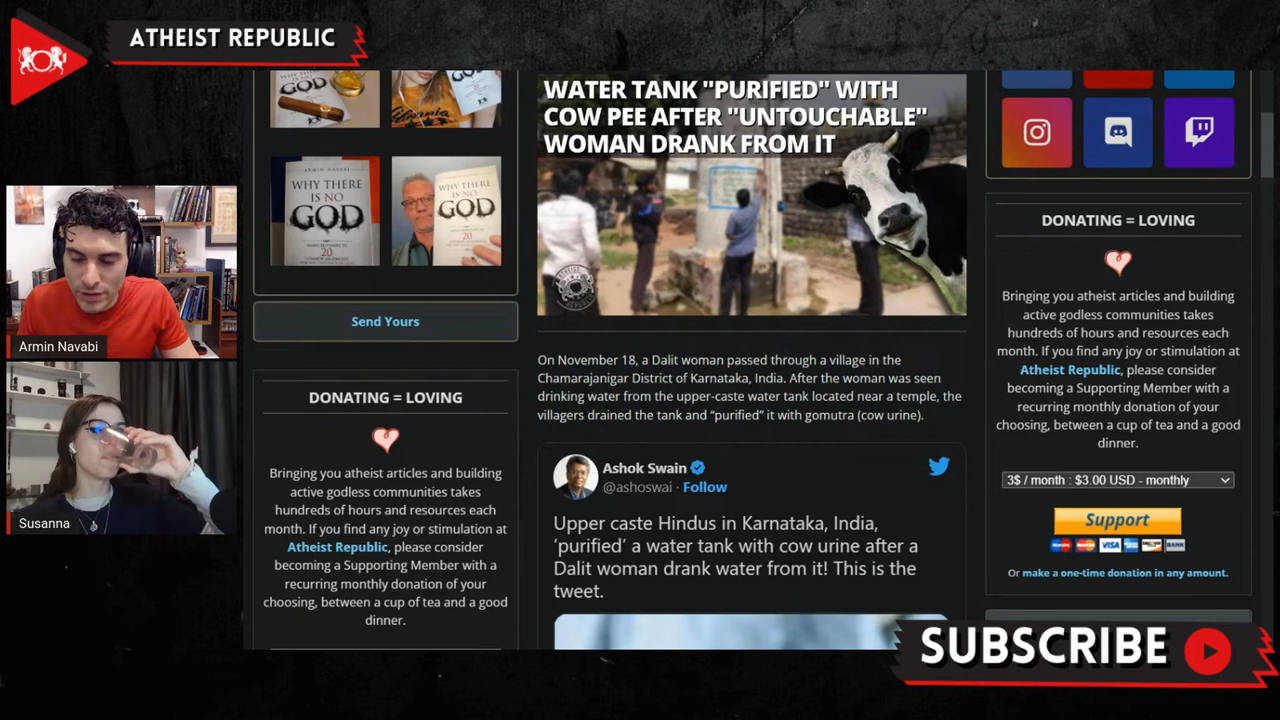 ATHEIST REPUBLIC
Armin Navabi
Susanna
GOD
GOD
ARMIN NAVABI
WHY THERE
IS NO
GOD
20
WHY THERE
IS NO
GOD
20
Send Yours
DONATING = LOVING
Bringing you atheist articles and building
active godless communities takes
hundreds of hours and resources each
month. If you find any joy or stimulation at
Atheist Republic, please consider
becoming a Supporting Member with a
recurring monthly donation of your
choosing, between a cup of tea and a good
dinner.
WATER TANK "PURIFIED" WITH
COW PEE AFTER "UNTOUCHABLE"
WOMAN DRANK FROM IT
On November 18, a Dalit woman passed through a village in the
Chamarajanigar District of Karnataka, India. After the woman was seen
drinking water from the upper-caste water tank located near a temple, the
villagers drained the tank and “purified” it with gomutra (cow urine).
Ashok Swain
@ashoswai · Follow
Upper caste Hindus in Karnataka, India,
‘purified’ a water tank with cow urine after a
Dalit woman drank water from it! This is the
tweet.
DONATING = LOVING
Bringing you atheist articles and building
active godless communities takes
hundreds of hours and resources each
month. If you find any joy or stimulation at
Atheist Republic, please consider
becoming a Supporting Member with a
recurring monthly donation of your
choosing, between a cup of tea and a good
dinner.
3$ / month : $3.00 USD - monthly
Support
VISA
BANK
Or make a one-time donation in any amount.
SUBSCRIBE